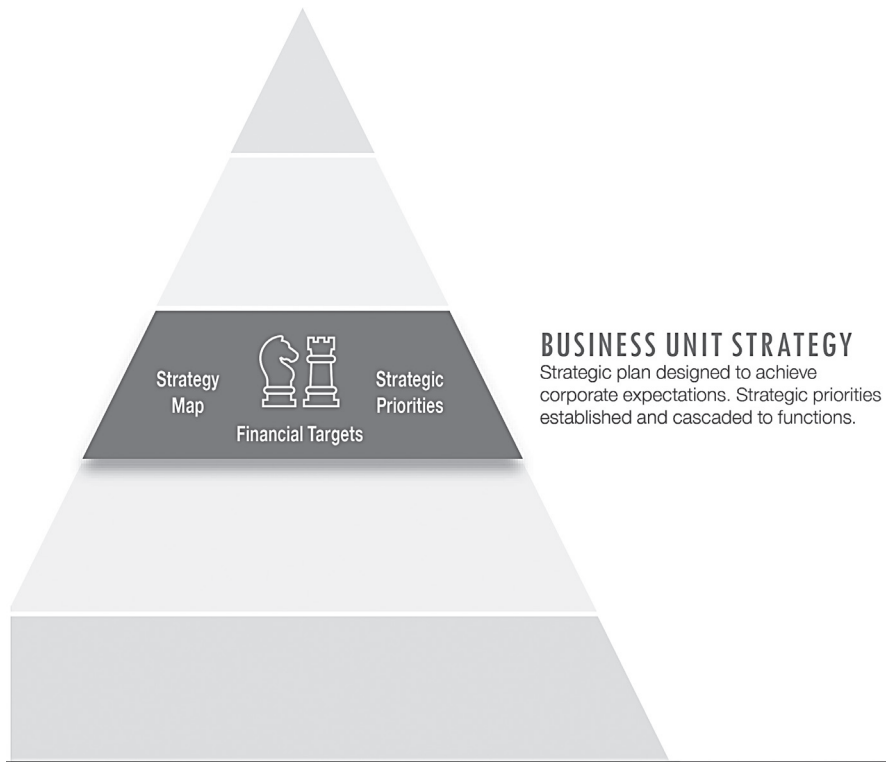 Strategy
Map
Strategic
Priorities
Financial Targets
BUSINESS UNIT STRATEGY
Strategic plan designed to achieve
corporate expectations. Strategic priorities
established and cascaded to functions.